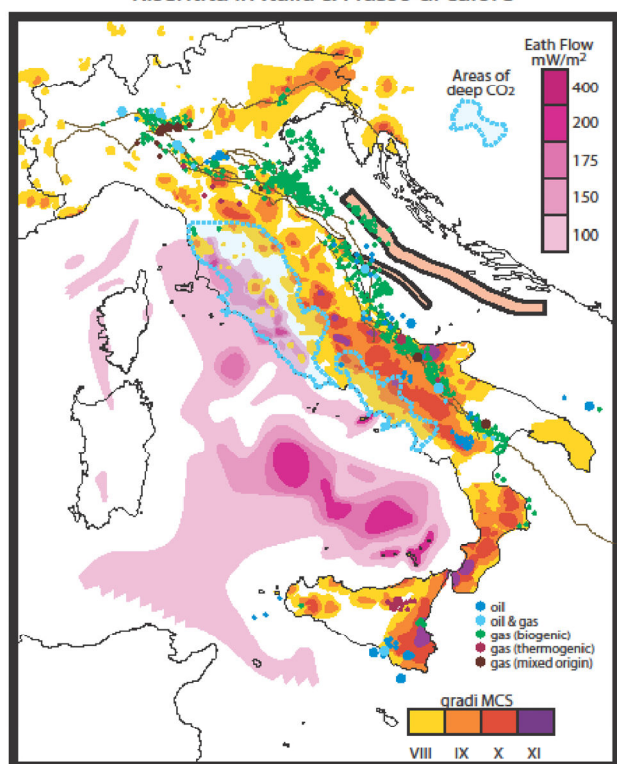 Eath Flow
mW/m²
400
200
175
150
100
Areas of
deep CO₂
oil
oil & gas
gas (biogenic)
gas (thermogenic)
gas (mixed origin)
gradi MCS
VIII IX X XI